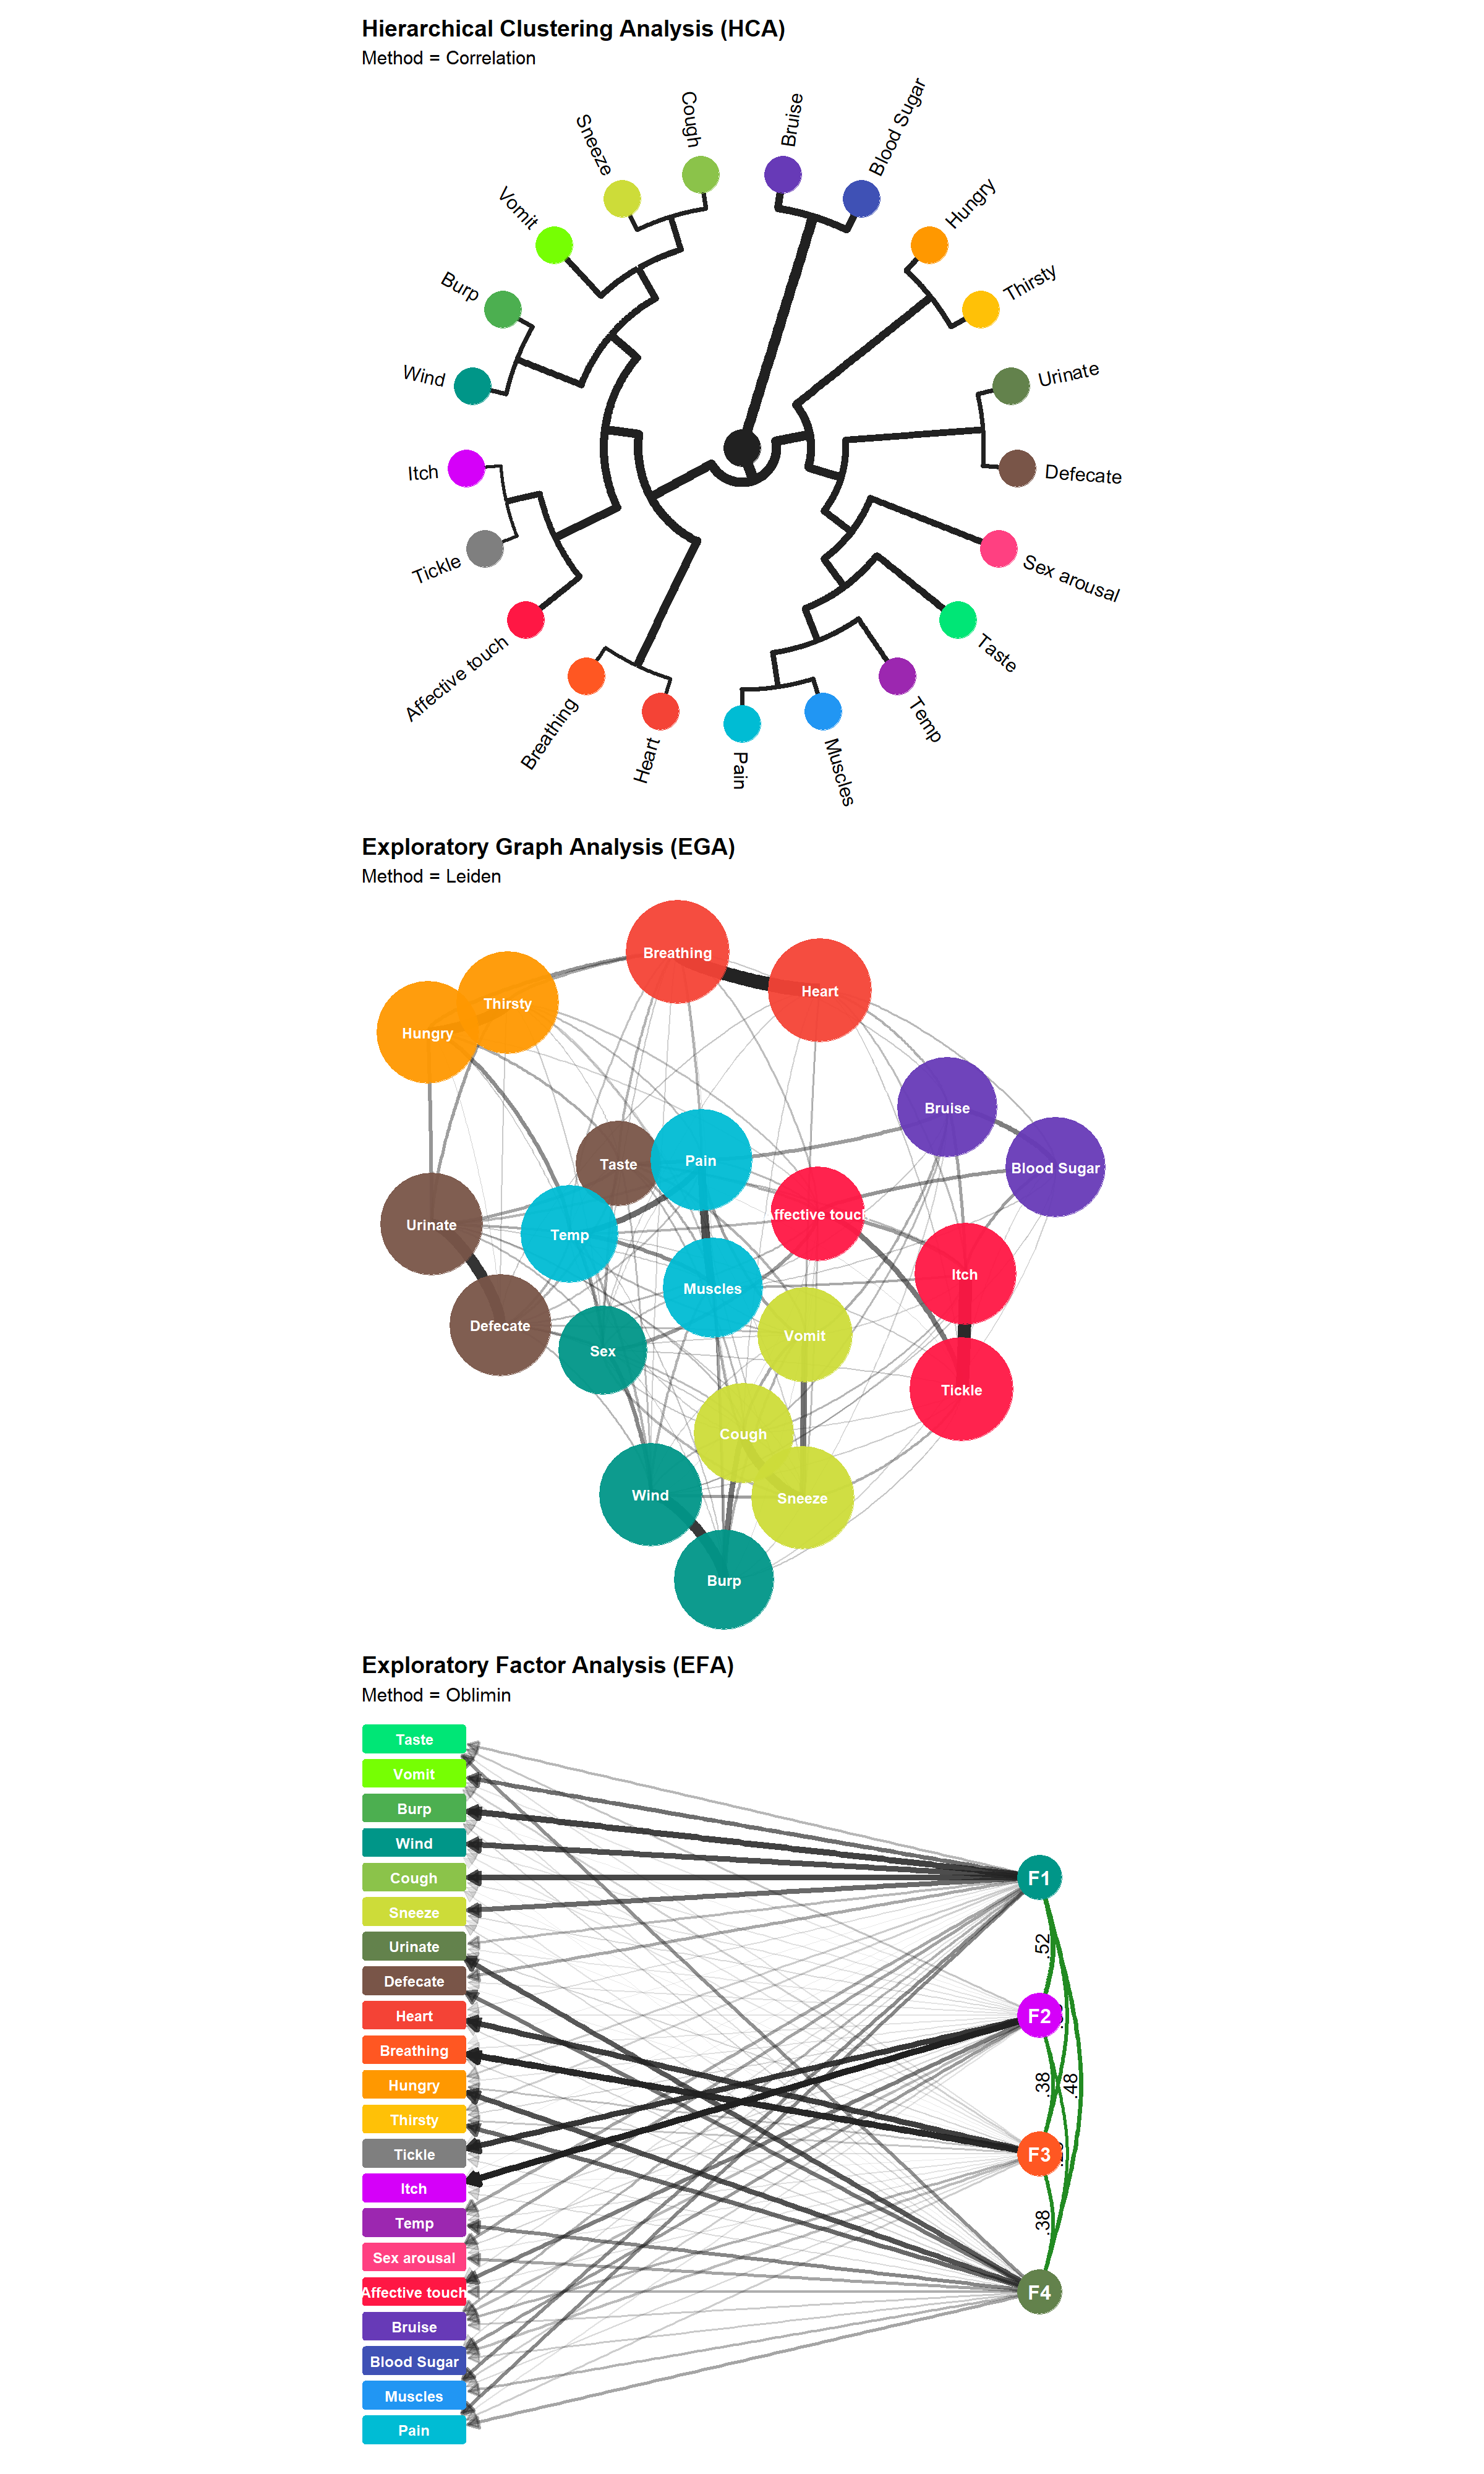 Hierarchical Clustering Analysis (HCA)
Method = Correlation
Cough
Bruise
Blood Sugar
Sneeze
Hungry
Vomit
Thirsty
Burp
Urinate
Wind
Defecate
Itch
Sex arousal
Tickle
Taste
Affective touch
Temp
Breathing
Heart
Pain
Muscles
Exploratory Graph Analysis (EGA)
Method = Leiden
Breathing
Heart
Thirsty
Hungry
Bruise
Taste
Pain
Blood Sugar
Affective touch
Urinate
Temp
Itch
Muscles
Defecate
Vomit
Sex
Tickle
Cough
Wind
Sneeze
Burp
Exploratory Factor Analysis (EFA)
Method = Oblimin
Taste
Vomit
Burp
Wind
Cough
Sneeze
Urinate
Defecate
Heart
Breathing
Hungry
Thirsty
Tickle
Itch
Temp
Sex arousal
Affective touch
Bruise
Blood Sugar
Muscles
Pain
F1
.52
F2
.38
.48
F3
.38
F4